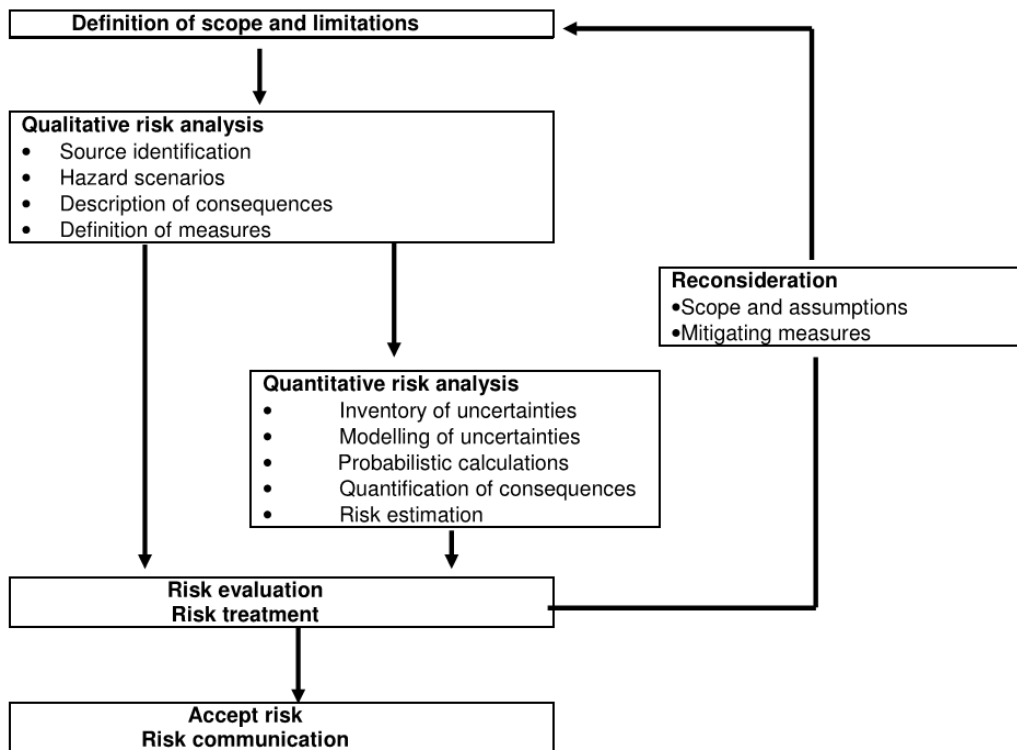 Definition of scope and limitations
Qualitative risk analysis
• Source identification
• Hazard scenarios
• Description of consequences
• Definition of measures
Reconsideration
•Scope and assumptions
•Mitigating measures
Quantitative risk analysis
• Inventory of uncertainties
• Modelling of uncertainties
• Probabilistic calculations
• Quantification of consequences
• Risk estimation
Risk evaluation
Risk treatment
Accept risk
Risk communication